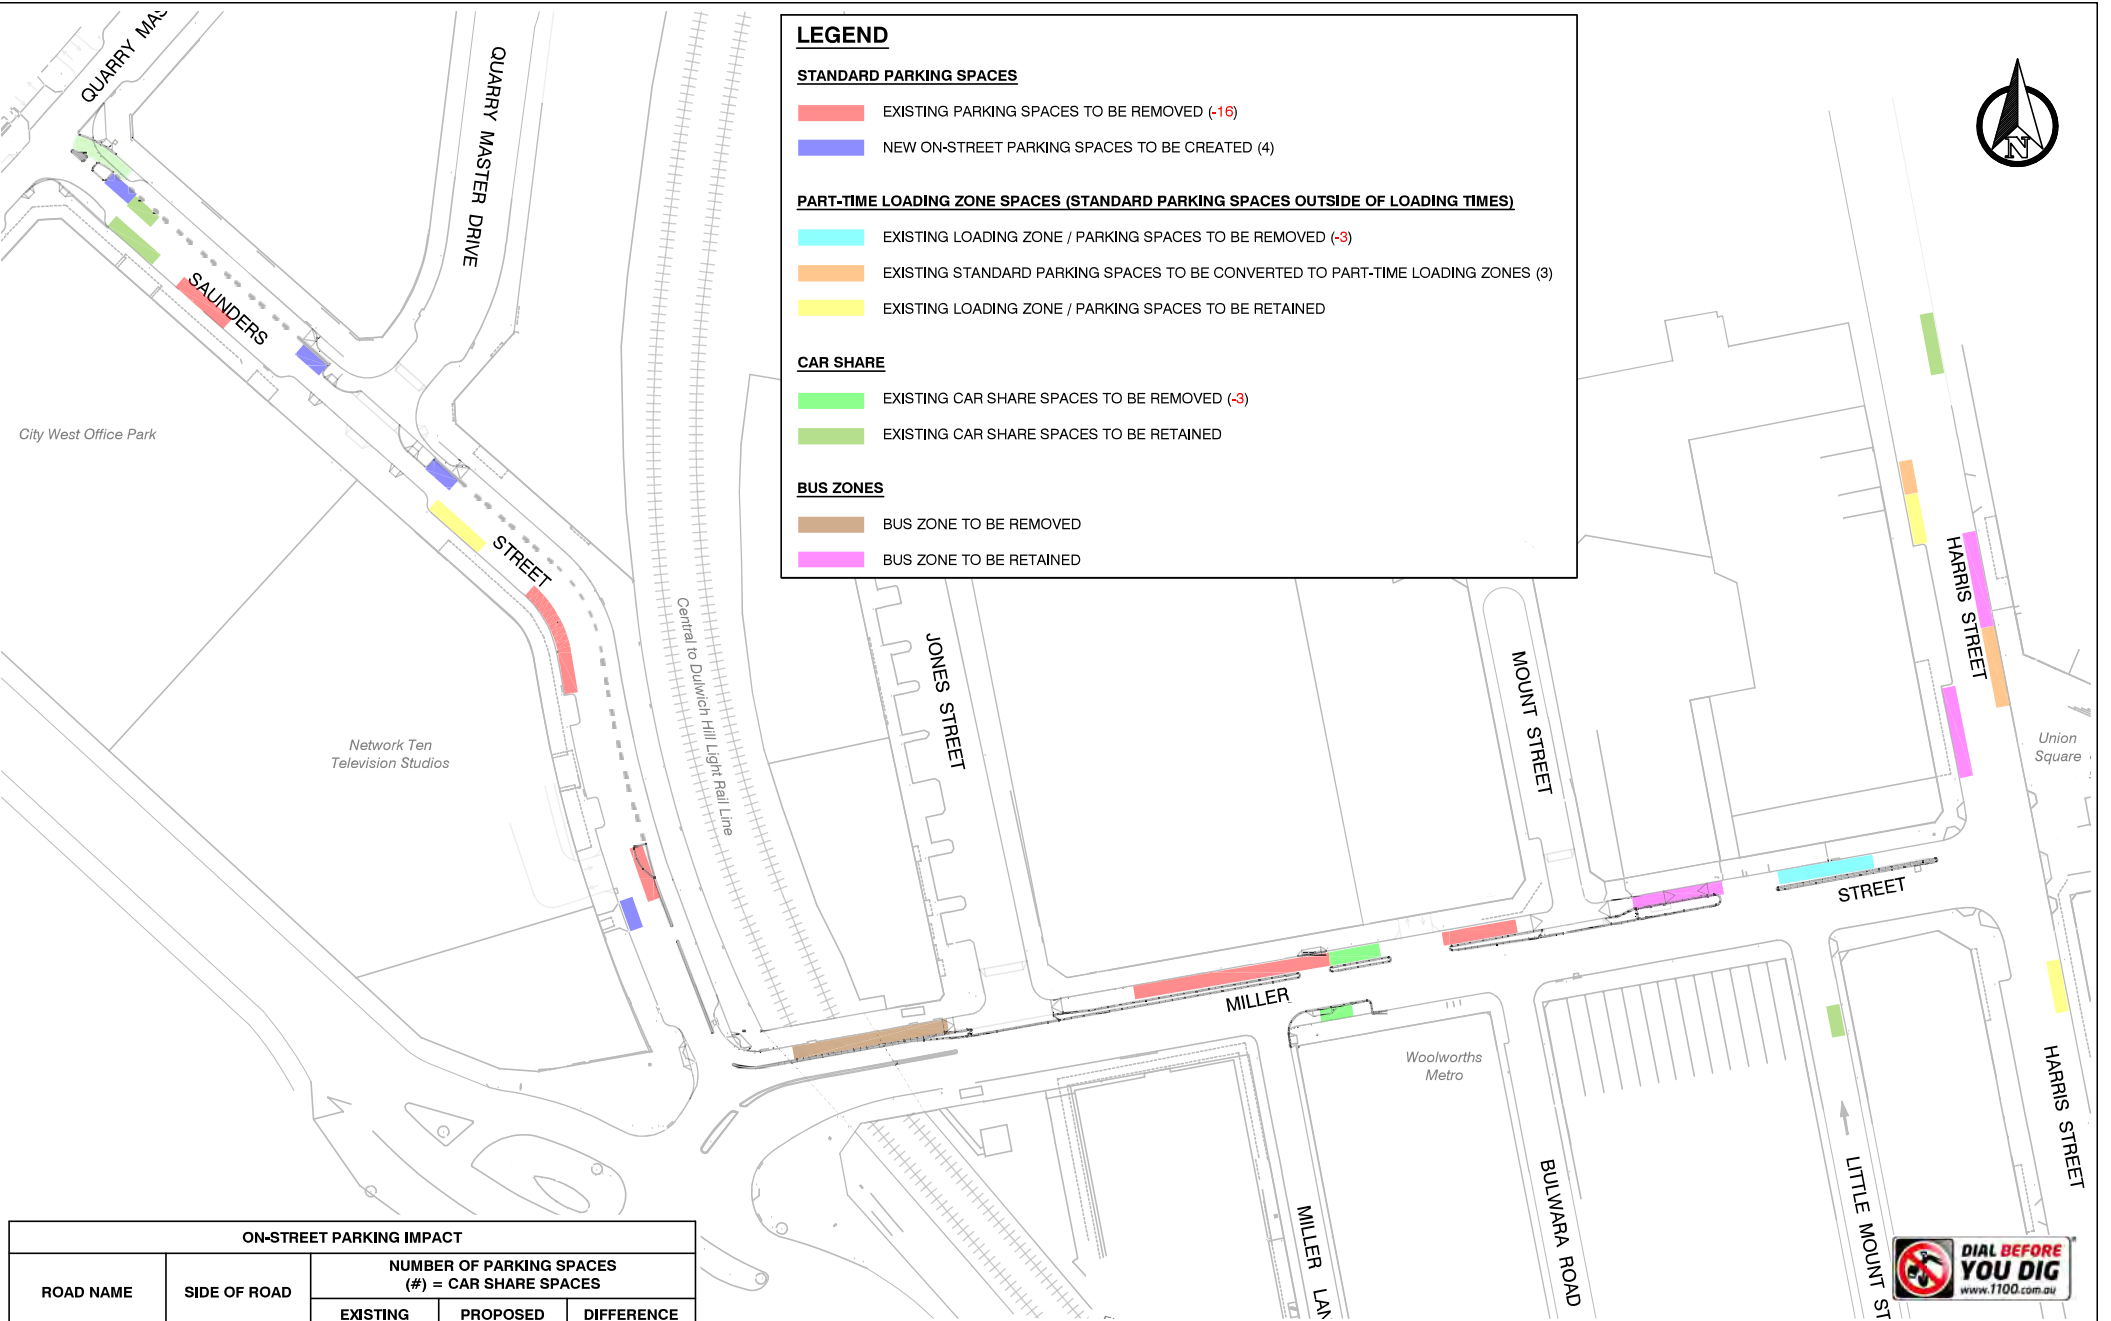 LEGEND
STANDARD PARKING SPACES
EXISTING PARKING SPACES TO BE REMOVED (-16)
NEW ON-STREET PARKING SPACES TO BE CREATED (4)
PART-TIME LOADING ZONE SPACES (STANDARD PARKING SPACES OUTSIDE OF LOADING TIMES)
EXISTING LOADING ZONE / PARKING SPACES TO BE REMOVED (-3)
EXISTING STANDARD PARKING SPACES TO BE CONVERTED TO PART-TIME LOADING ZONES (3)
EXISTING LOADING ZONE / PARKING SPACES TO BE RETAINED
CAR SHARE
EXISTING CAR SHARE SPACES TO BE REMOVED (-3)
EXISTING CAR SHARE SPACES TO BE RETAINED
BUS ZONES
BUS ZONE TO BE REMOVED
BUS ZONE TO BE RETAINED
N
QUARRY MAS
QUARRY MASTER DRIVE
SAUNDERS
STREET
City West Office Park
Network Ten
Television Studios
Central to Dulwich Hill Light Rail Line
JONES STREET
MOUNT STREET
HARRIS STREET
Union
Square
STREET
MILLER
Woolworths
Metro
HARRIS STREET
MILLER LAN
BULWARA ROAD
LITTLE MOUNT ST
ON-STREET PARKING IMPACT
ROAD NAME
SIDE OF ROAD
NUMBER OF PARKING SPACES
(#) = CAR SHARE SPACES
EXISTING
PROPOSED
DIFFERENCE
DIAL BEFORE
YOU DIG
www.1100.com.au